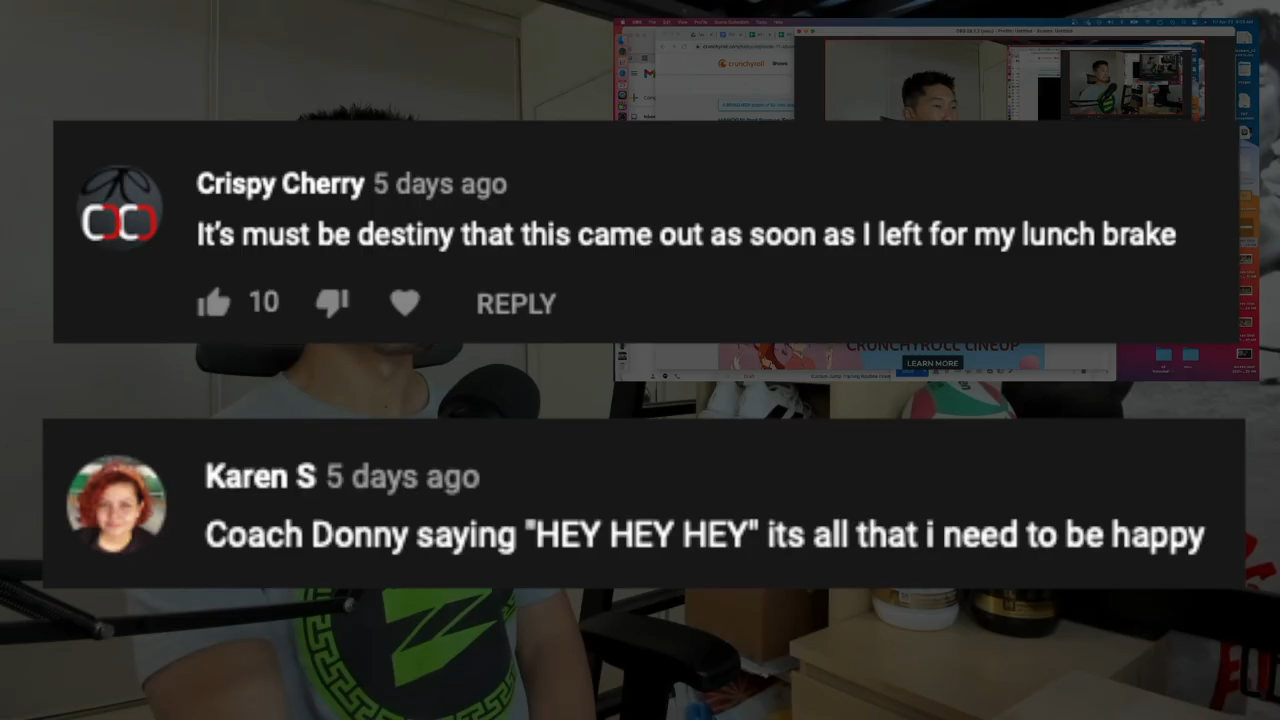 crunchyroll
Shows
Crispy Cherry 5 days ago
It's must be destiny that this came out as soon as I left for my lunch brake
10
REPLY
CRUNCHYROLL LINEUP
LEARN MORE
Karen S 5 days ago
Coach Donny saying "HEY HEY HEY" its all that i need to be happy